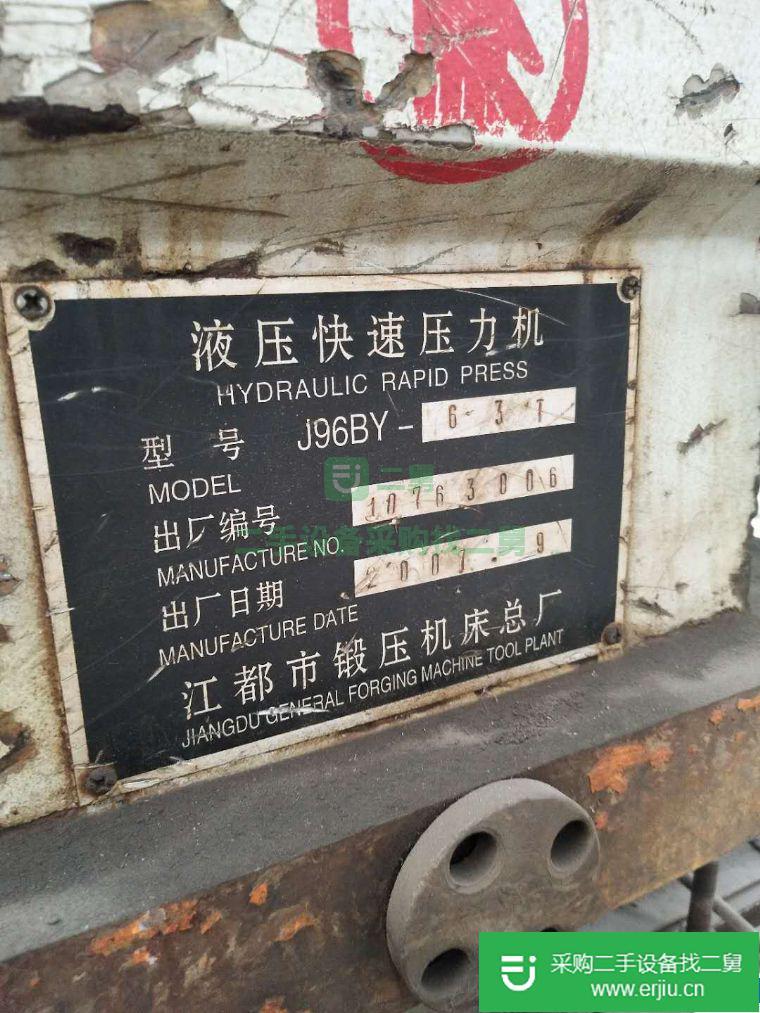 液压快速压力机
HYDRAULIC RAPID PRESS
型号 J96BY-63T
MODEL
出厂编号 10763006
MANUFACTURE NO.
出厂日期 2007.9
MANUFACTURE DATE
江都市锻压机床总厂
JIANGDU GENERAL FORGING MACHINE TOOL PLANT
二舅
二手设备采购找二舅
采购二手设备找二舅
www.erjiu.cn